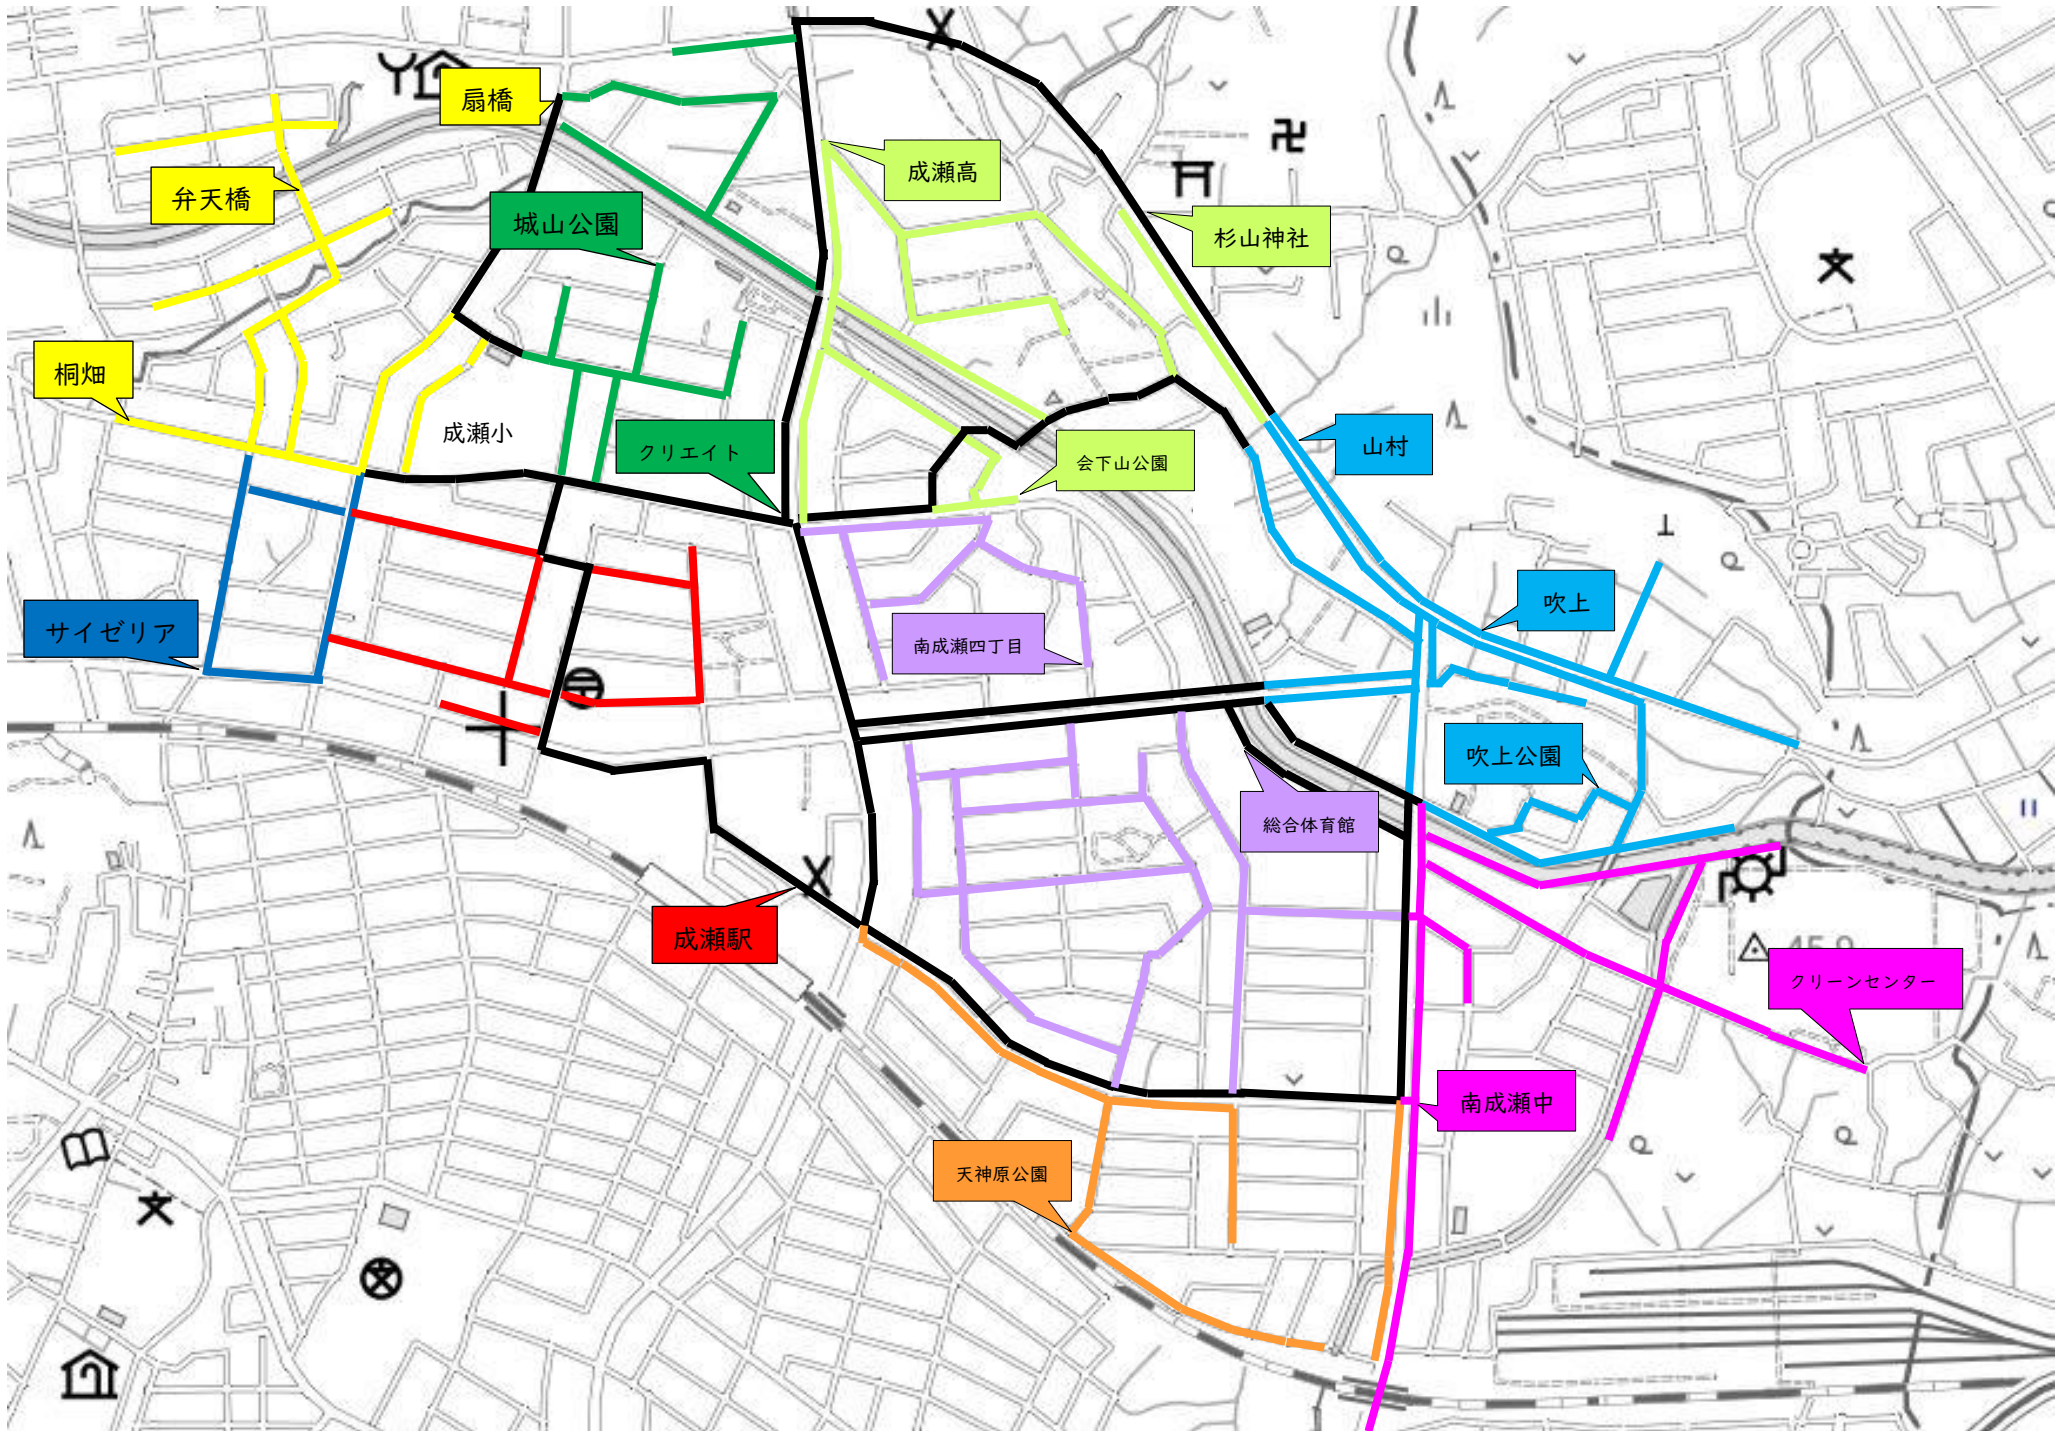 扇橋
弁天橋
城山公園
成瀬高
杉山神社
桐畑
成瀬小
クリエイト
会下山公園
山村
サイゼリア
南成瀬四丁目
吹上
吹上公園
総合体育館
成瀬駅
45.9
クリーンセンター
南成瀬中
天神原公園